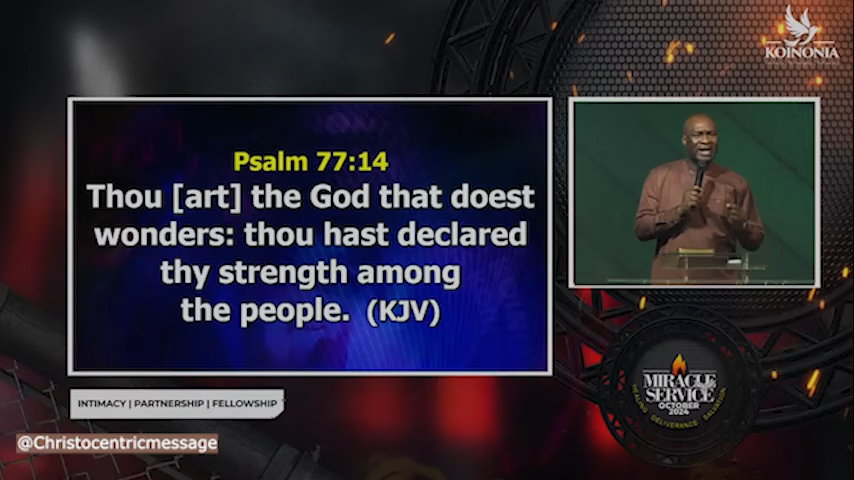 KOINONIA
Psalm 77:14
Thou [art] the God that doest
wonders: thou hast declared
thy strength among
the people. (KJV)
MIRACLE
SERVICE
OCTOBER
2024
HEALING DELIVERANCE SALVATION
INTIMACY | PARTNERSHIP | FELLOWSHIP
@Christocentricmessage